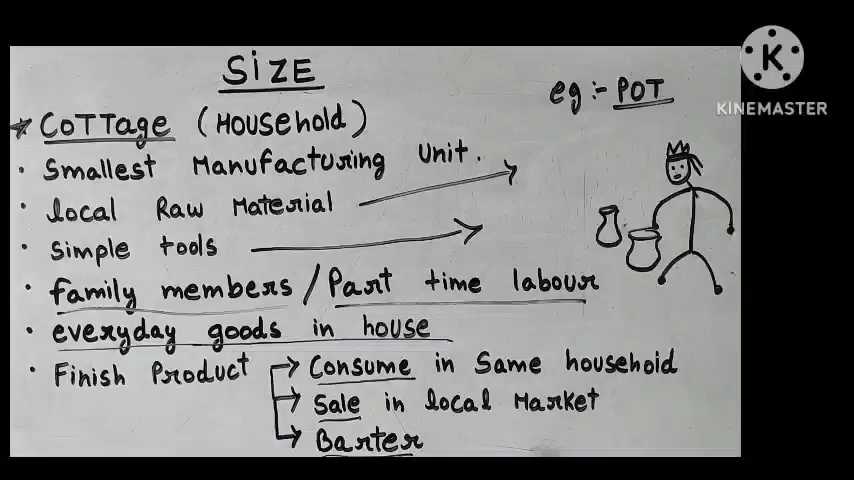 SIZE
eg :- POT
K
KINEMASTER
CoTTage (Household)
• Smallest Manufacturing Unit.
• local Raw Material
• Simple tools
• family members / Part time labour
• everyday goods in house
• Finish Product → Consume in Same household
→ Sale in local Market
→ Barter